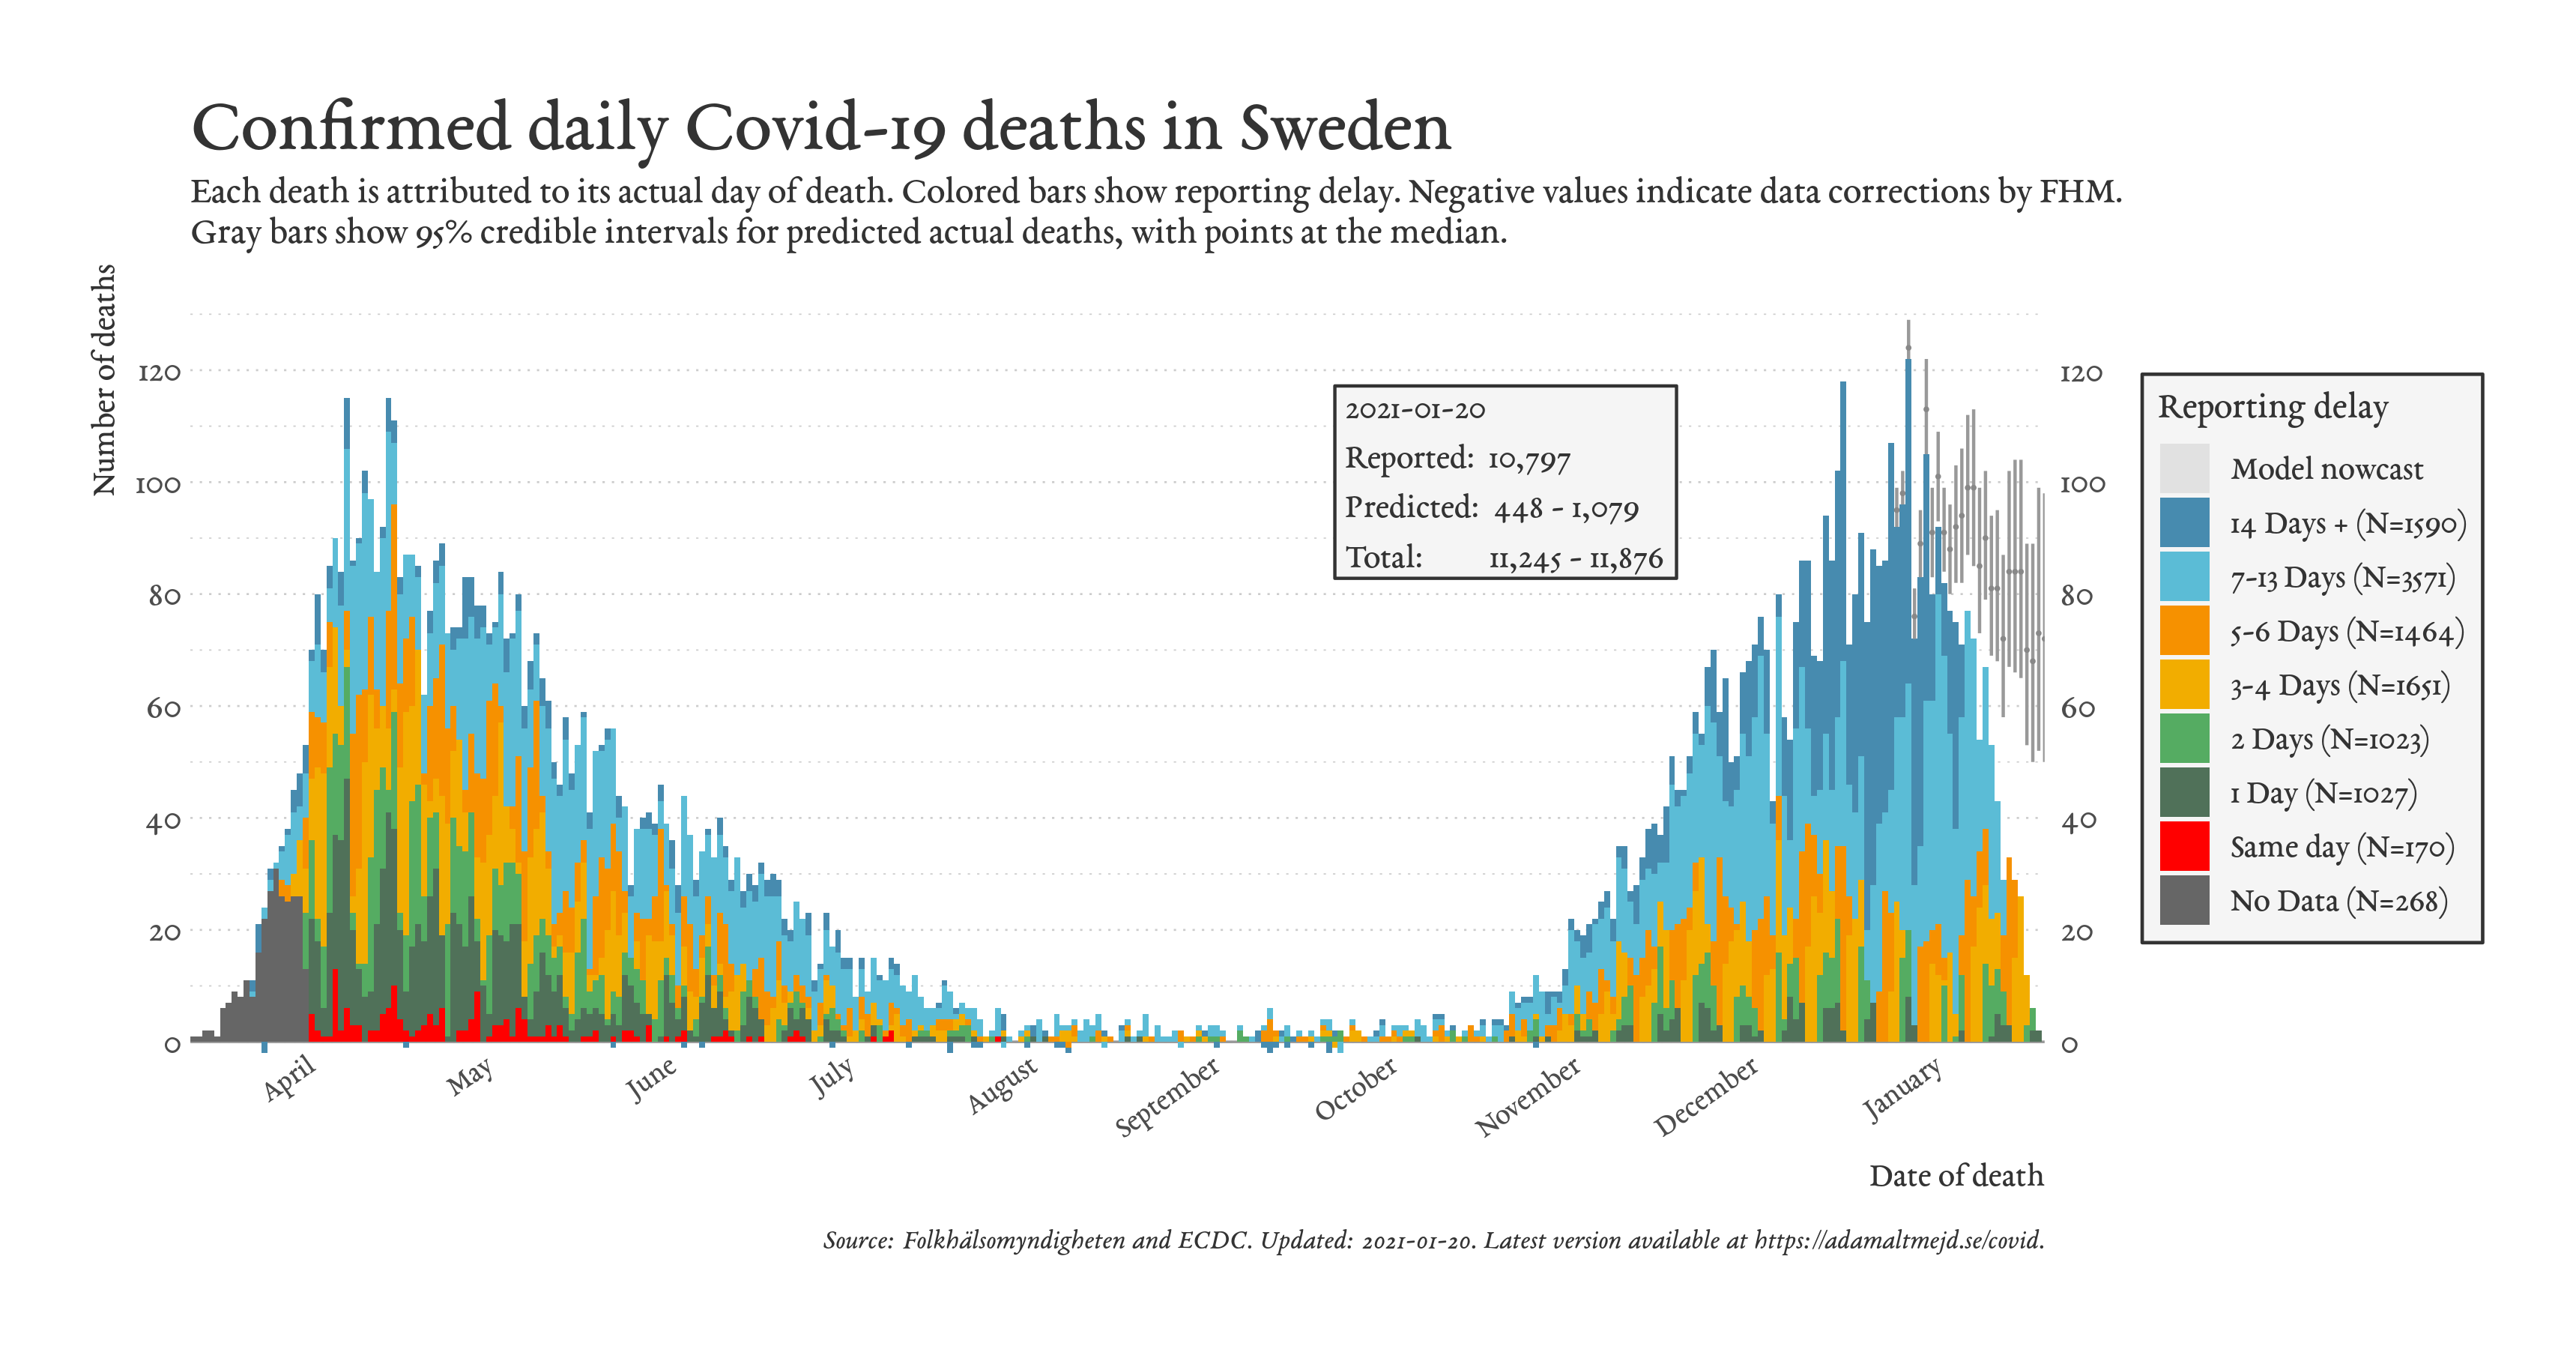 Confirmed daily Covid-19 deaths in Sweden
Each death is attributed to its actual day of death. Colored bars show reporting delay. Negative values indicate data corrections by FHM.
Gray bars show 95% credible intervals for predicted actual deaths, with points at the median.
Number of deaths
120
100
80
60
40
20
0
2021-01-20
Reported: 10,797
Predicted: 448 - 1,079
Total: 11,245 - 11,876
120
100
80
60
40
20
0
Reporting delay
Model nowcast
14 Days + (N=1590)
7-13 Days (N=3571)
5-6 Days (N=1464)
3-4 Days (N=1651)
2 Days (N=1023)
1 Day (N=1027)
Same day (N=170)
No Data (N=268)
April
May
June
July
August
September
October
November
December
January
Date of death
Source: Folkhälsomyndigheten and ECDC. Updated: 2021-01-20. Latest version available at https://adamaltmejd.se/covid.